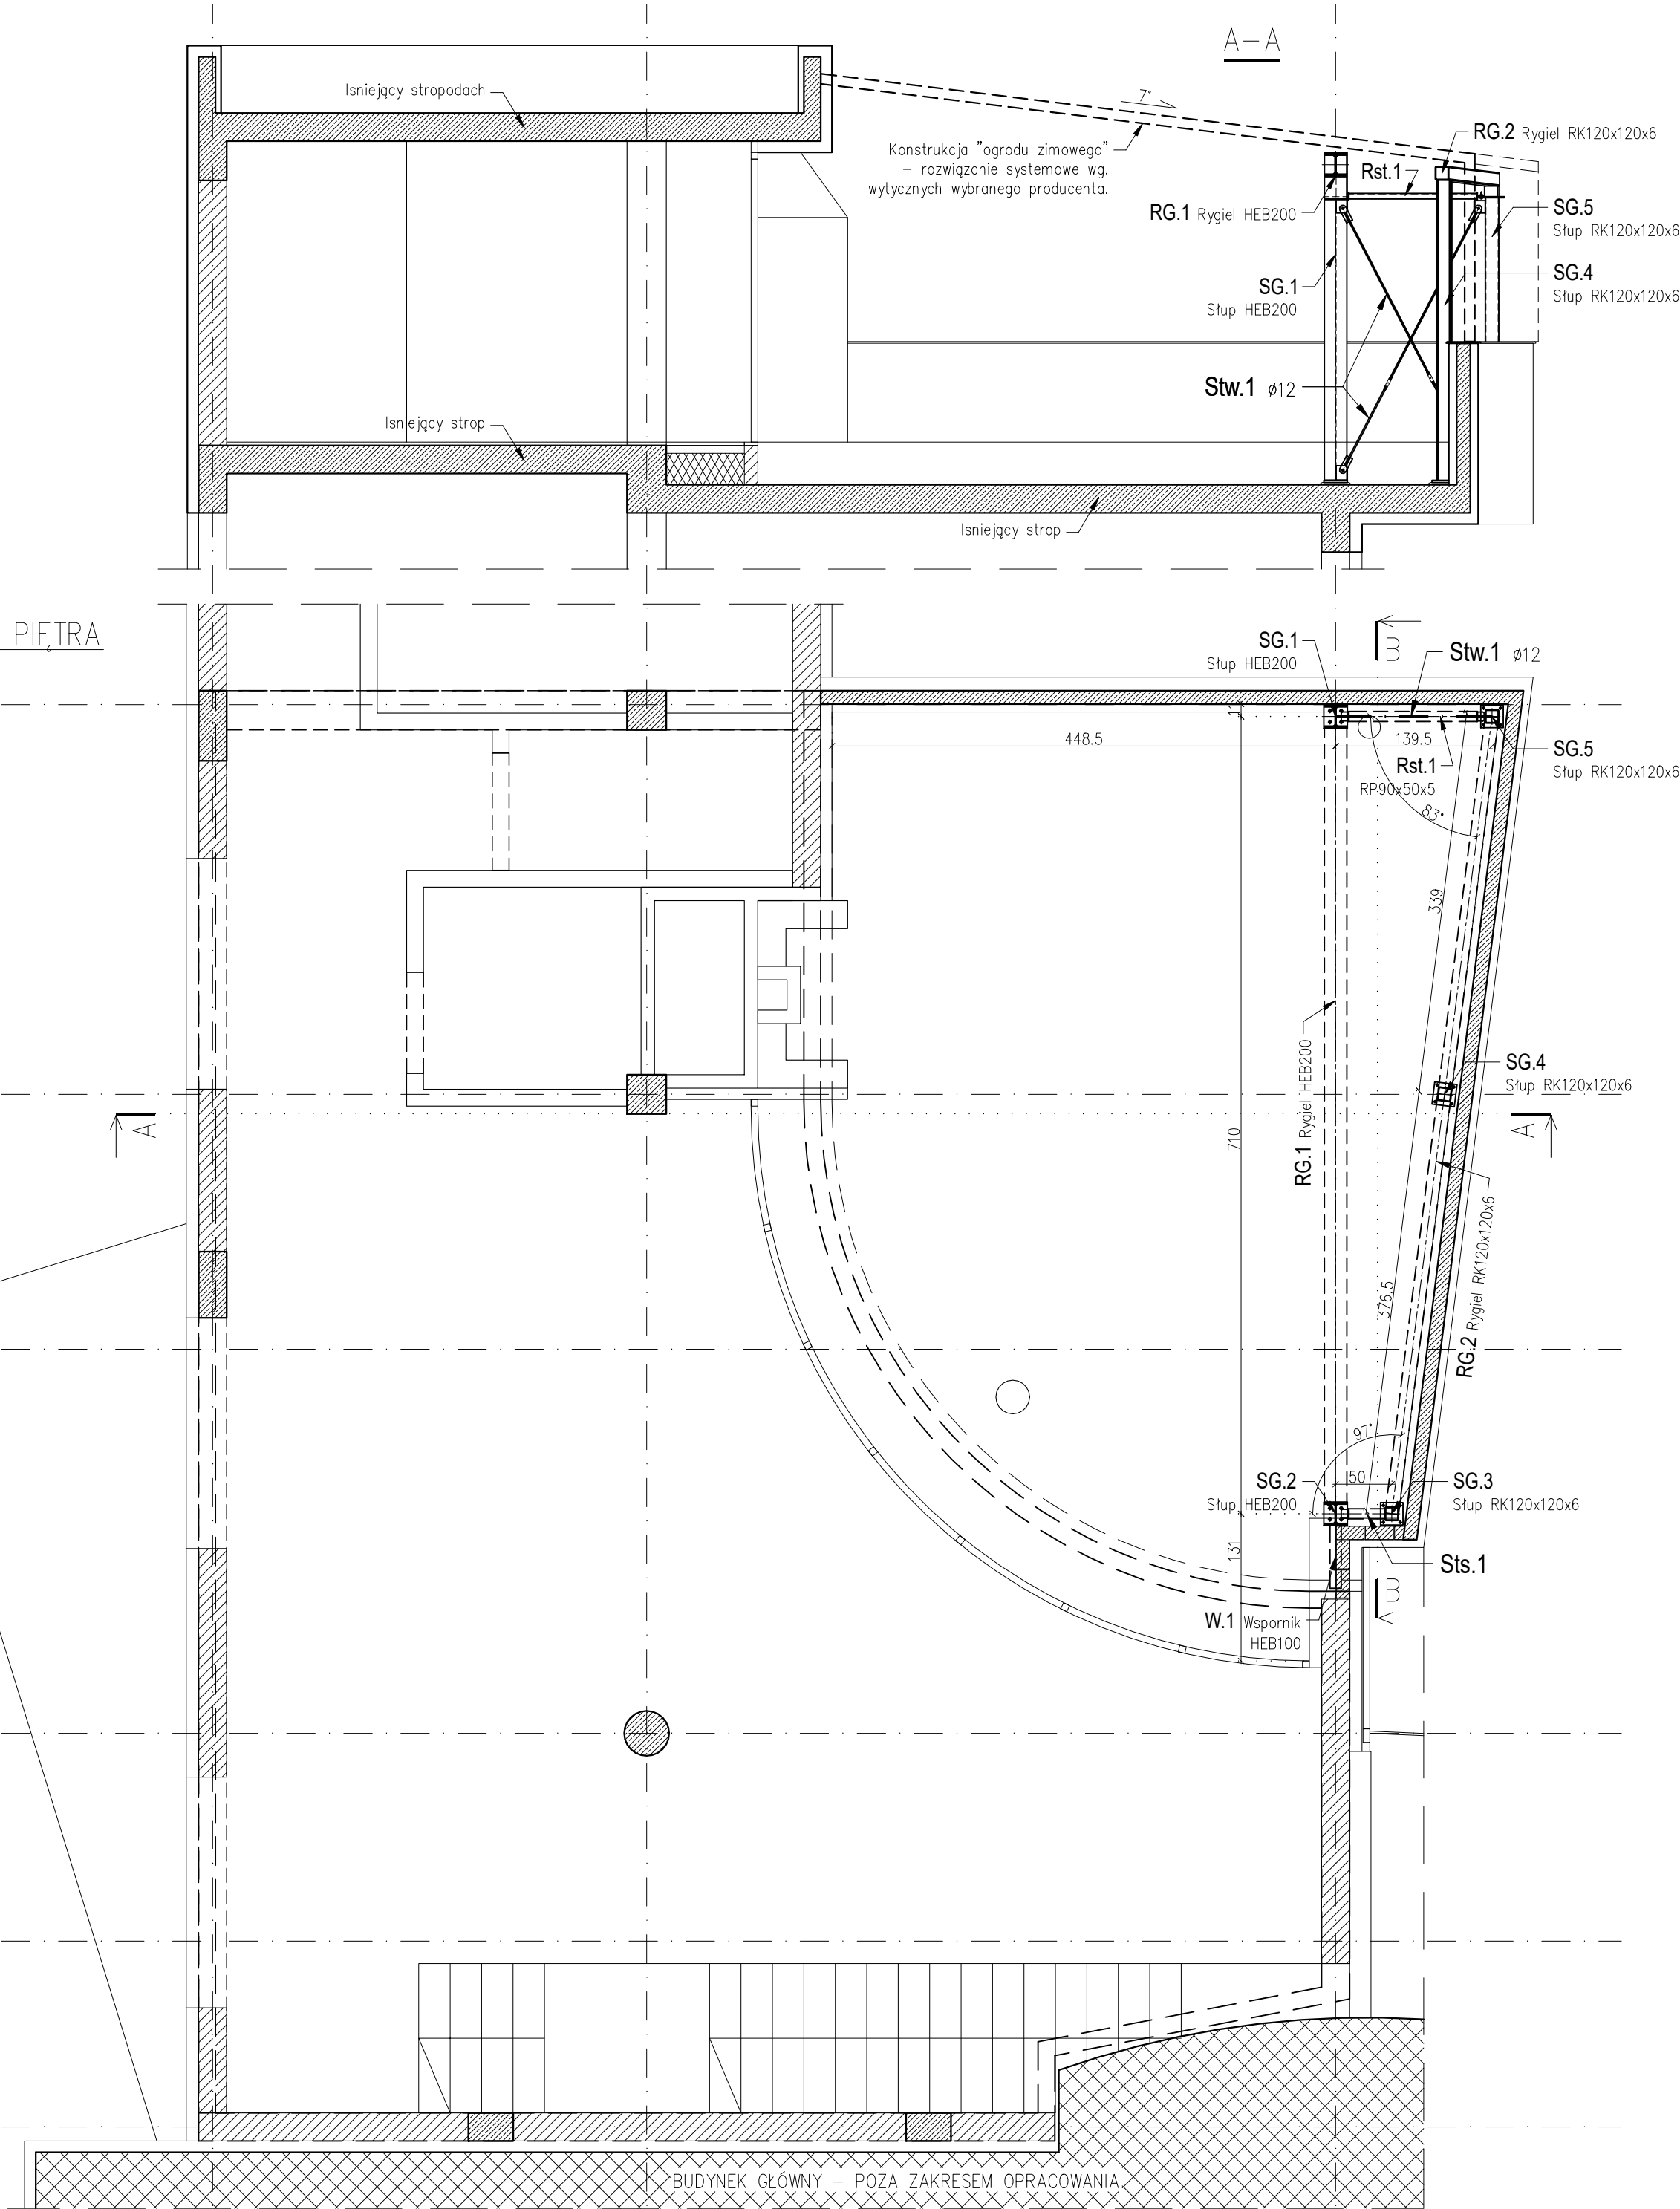 A-A
Isniejący stropodach
7°
RG.2 Rygiel RK120x120x6
Konstrukcja "ogrodu zimowego"
- rozwiązanie systemowe wg.
wytycznych wybranego producenta.
Rst.1
RG.1 Rygiel HEB200
SG.5
Słup RK120x120x6
SG.1
Słup HEB200
SG.4
Słup RK120x120x6
Stw.1 ø12
Isniejący strop
Isniejący strop
PIĘTRA
SG.1
Słup HEB200
B
Stw.1 ø12
11
448.5
139.5
SG.5
Słup RK120x120x6
Rst.1
RP90x50x5
83°
339
SG.4
Słup RK120x120x6
RG.1 Rygiel HEB200
A
A
710
RG.2 Rygiel RK120x120x6
376.5
97°
50
SG.2
Słup HEB200
SG.3
Słup RK120x120x6
131
Sts.1
B
W.1 Wspornik
HEB100
BUDYNEK GŁÓWNY - POZA ZAKRESEM OPRACOWANIA